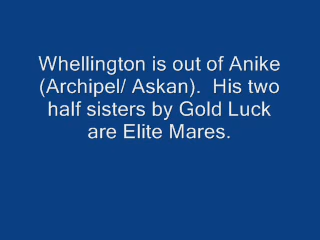 Whellington is out of Anike
(Archipel/ Askan).  His two
half sisters by Gold Luck
are Elite Mares.